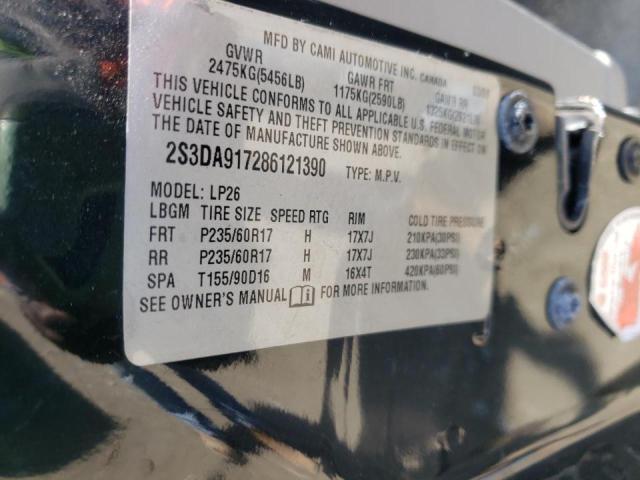 MFD BY CAMI AUTOMOTIVE INC. CANADA
GVWR GAWR FRT GAWR RR
2475KG(5456LB) 1175KG(2590LB)
THIS VEHICLE CONFORMS TO ALL APPLICABLE U.S. FEDERAL MOTOR
VEHICLE SAFETY AND THEFT PREVENTION STANDARDS IN EFFECT ON
THE DATE OF MANUFACTURE SHOWN ABOVE.
2S3DA917286121390 TYPE: M.P.V.
MODEL: LP26
LBGM TIRE SIZE SPEED RTG RIM COLD TIRE PRESSURE
FRT P235/60R17 H 17X7J 210KPA(30PSI)
RR P235/60R17 H 17X7J 230KPA(33PSI)
SPA T155/90D16 M 16X4T 420KPA(60PSI)
SEE OWNER'S MANUAL FOR MORE INFORMATION.